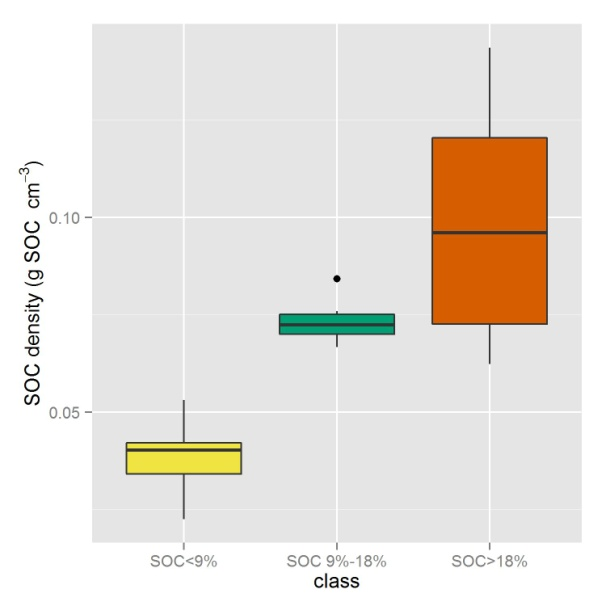 SOC density (g SOC cm⁻³)
0.10
0.05
SOC<9% SOC 9%-18% SOC>18%
class